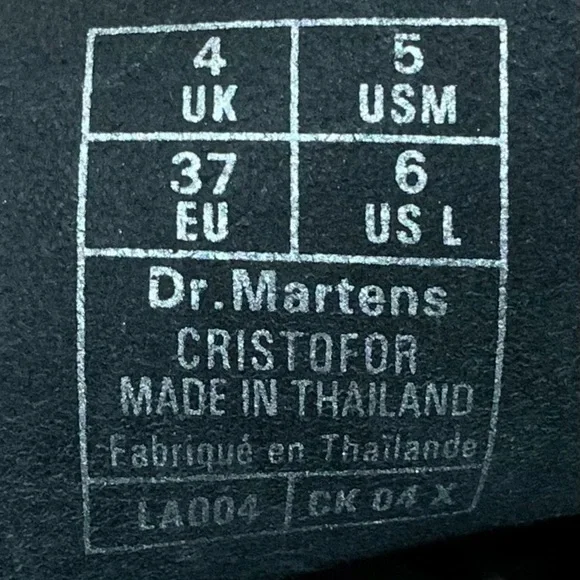 4 5
UK USM
37 6
EU US L
Dr.Martens
CRISTOFOR
MADE IN THAILAND
Fabriqué en Thaïlande
LA004 CK 04 X